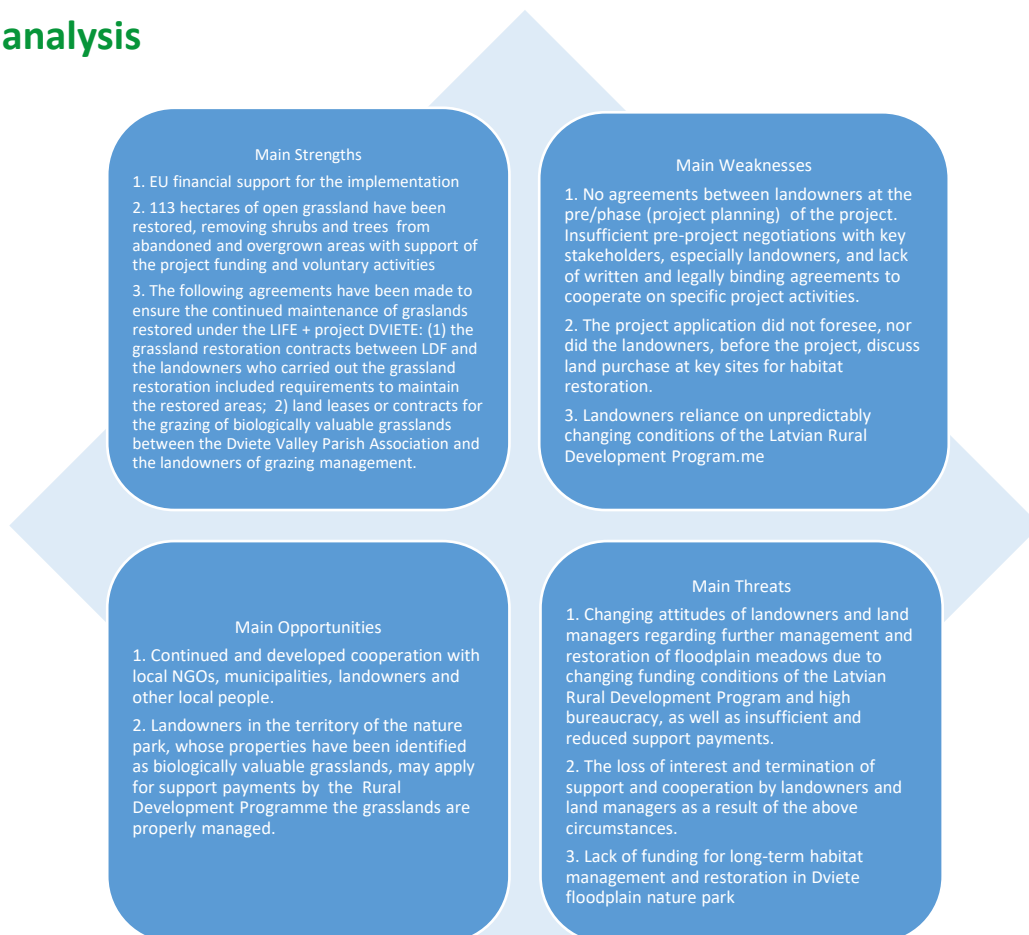 analysis
Main Strengths
1. EU financial support for the implementation
2. 113 hectares of open grassland have been
restored, removing shrubs and trees from
abandoned and overgrown areas with support of
the project funding and voluntary activities
3. The following agreements have been made to
ensure the continued maintenance of graslands
restored under the LIFE + project DVIETE: (1) the
grassland restoration contracts between LDF and
the landowners who carried out the grassland
restoration included requirements to maintain
the restored areas; 2) land leases or contracts for
the grazing of biologically valuable grasslands
between the Dviete Valley Parish Association and
the landowners of grazing management.
Main Weaknesses
1. No agreements between landowners at the
pre/phase (project planning) of the project.
Insufficient pre-project negotiations with key
stakeholders, especially landowners, and lack
of written and legally binding agreements to
cooperate on specific project activities.
2. The project application did not foresee, nor
did the landowners, before the project, discuss
land purchase at key sites for habitat
restoration.
3. Landowners reliance on unpredictably
changing conditions of the Latvian Rural
Development Program.me
Main Opportunities
1. Continued and developed cooperation with
local NGOs, municipalities, landowners and
other local people.
2. Landowners in the territory of the nature
park, whose properties have been identified
as biologically valuable grasslands, may apply
for support payments by the Rural
Development Programme the grasslands are
properly managed.
Main Threats
1. Changing attitudes of landowners and land
managers regarding further management and
restoration of floodplain meadows due to
changing funding conditions of the Latvian
Rural Development Program and high
bureaucracy, as well as insufficient and
reduced support payments.
2. The loss of interest and termination of
support and cooperation by landowners and
land managers as a result of the above
circumstances.
3. Lack of funding for long-term habitat
management and restoration in Dviete
floodplain nature park